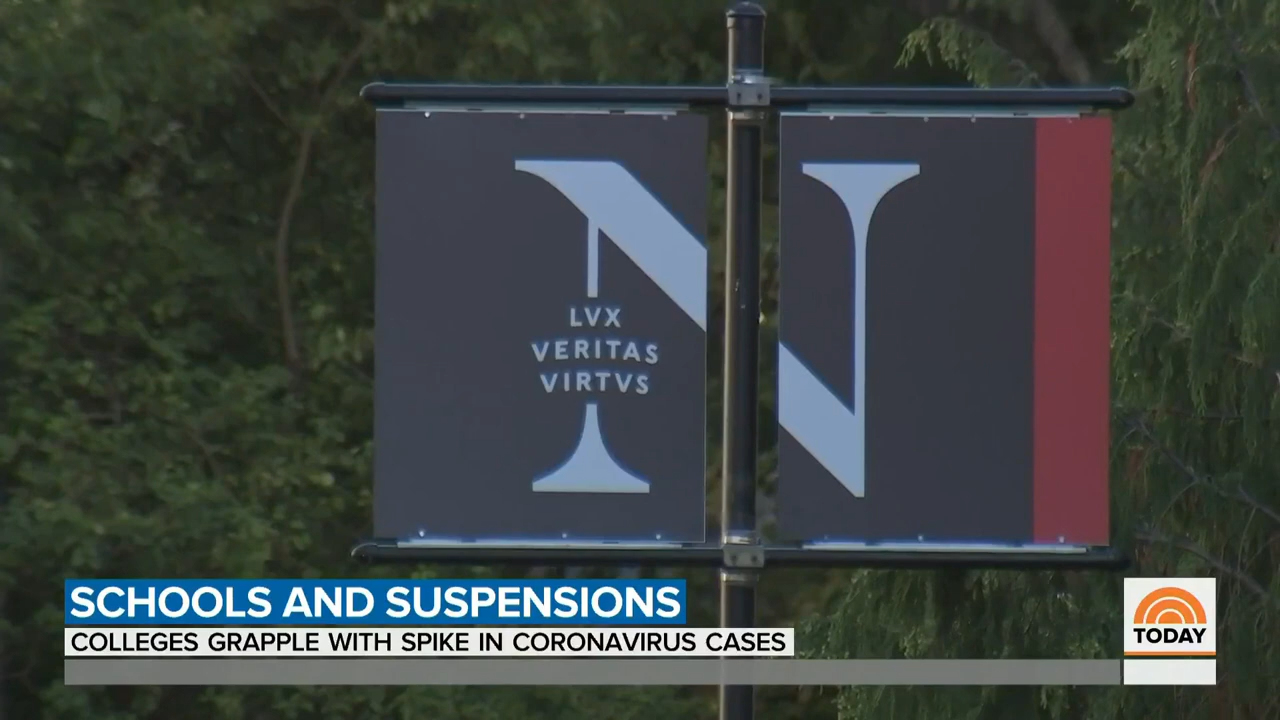 N
LVX
VERITAS
VIRTVS
SCHOOLS AND SUSPENSIONS
COLLEGES GRAPPLE WITH SPIKE IN CORONAVIRUS CASES
TODAY